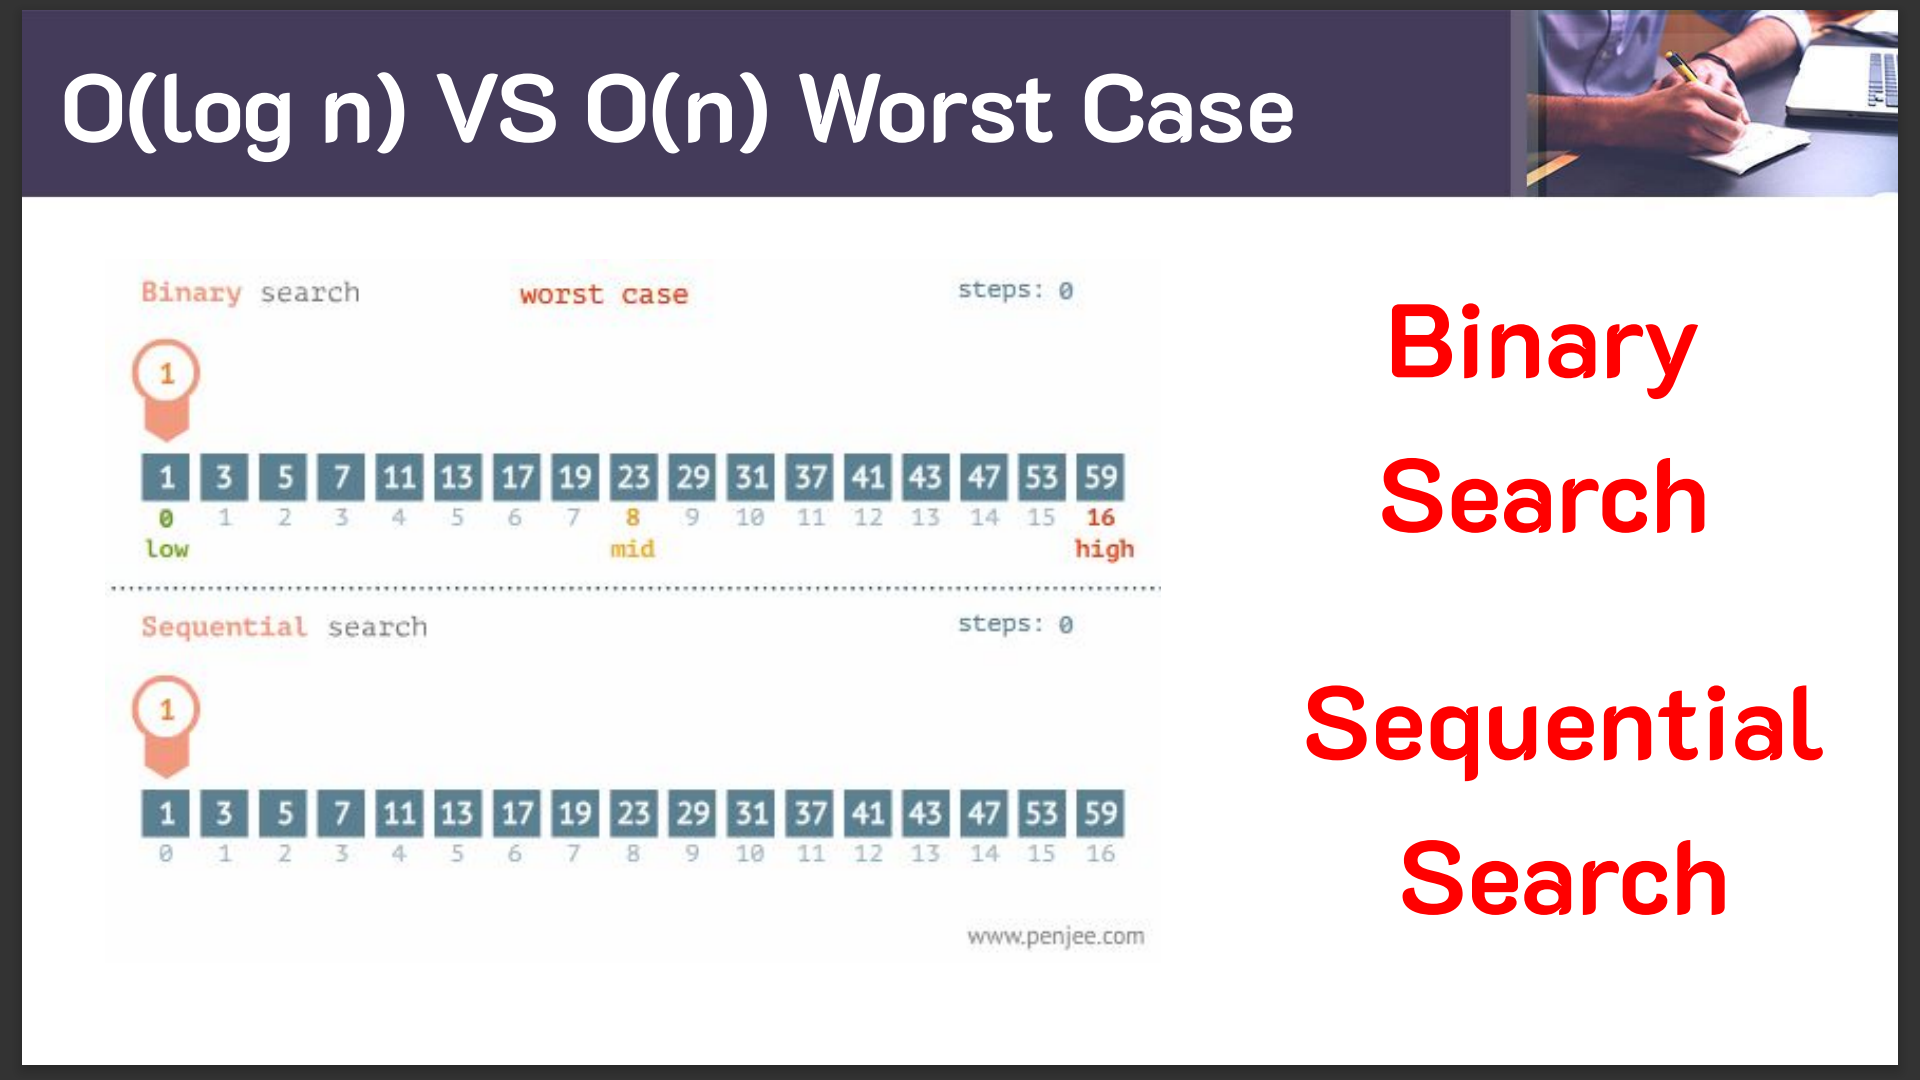 O(log n) VS O(n) Worst Case
Binary search worst case steps: 0
1
1 3 5 7 11 13 17 19 23 29 31 37 41 43 47 53 59
0 1 2 3 4 5 6 7 8 9 10 11 12 13 14 15 16
low mid high
Sequential search steps: 0
1
1 3 5 7 11 13 17 19 23 29 31 37 41 43 47 53 59
0 1 2 3 4 5 6 7 8 9 10 11 12 13 14 15 16
www.penjee.com
Binary
Search
Sequential
Search